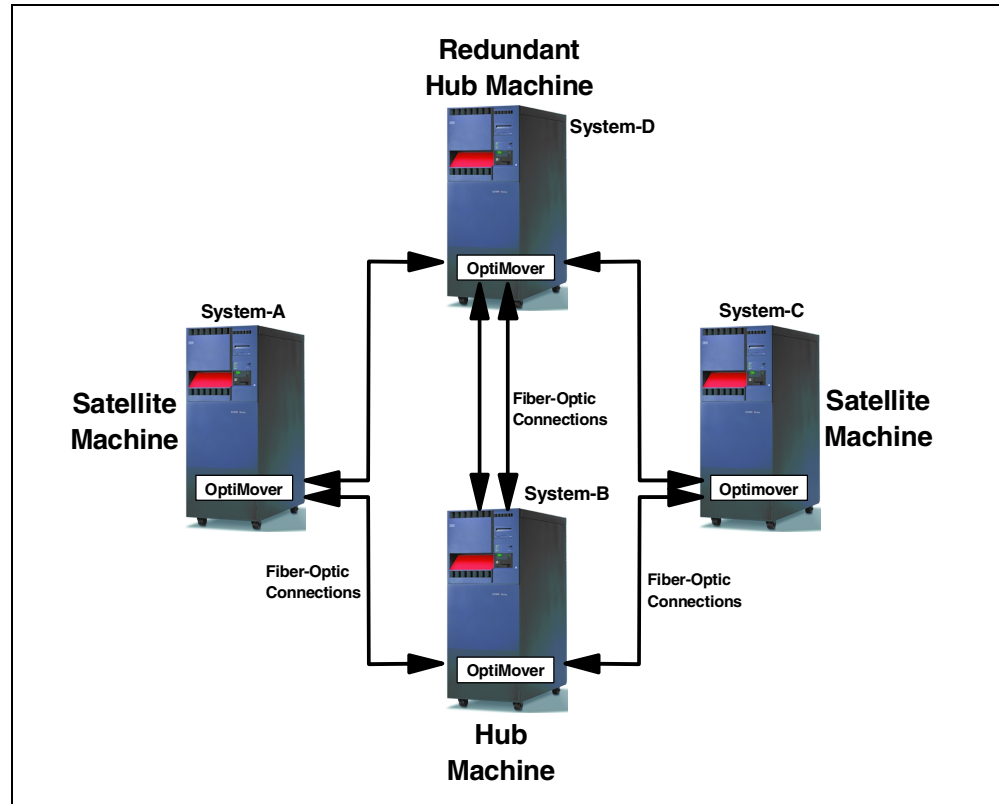 Redundant
Hub Machine
System-D
OptiMover
System-A
System-C
Satellite
Machine
Fiber-Optic
Connections
Satellite
Machine
OptiMover
System-B
Optimover
Fiber-Optic
Connections
Fiber-Optic
Connections
OptiMover
Hub
Machine